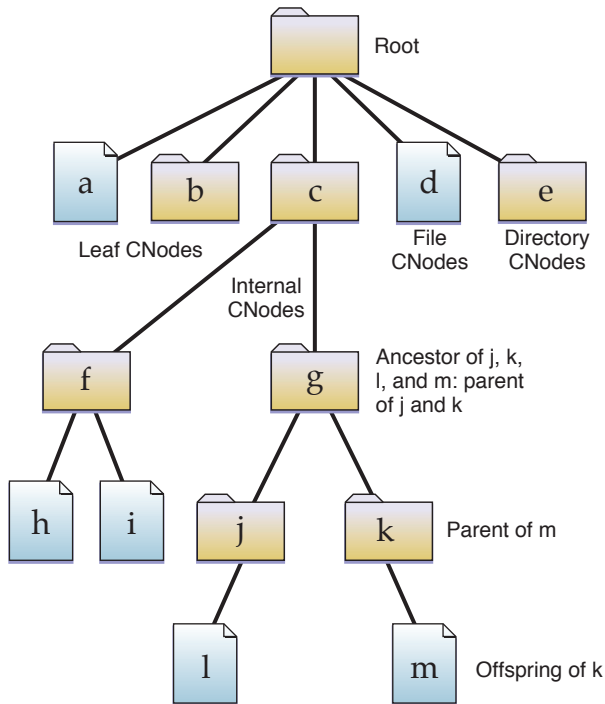 Root
a
b
c
d
e
Leaf CNodes
File
CNodes
Directory
CNodes
Internal
CNodes
f
g
Ancestor of j, k,
l, and m: parent
of j and k
h
i
j
k
Parent of m
l
m
Offspring of k